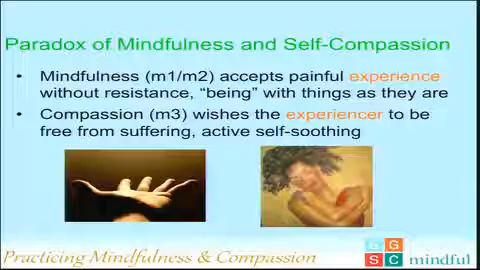 Paradox of Mindfulness and Self-Compassion
• Mindfulness (m1/m2) accepts painful experience
without resistance, “being” with things as they are
• Compassion (m3) wishes the experiencer to be
free from suffering, active self-soothing
Practicing Mindfulness & Compassion
G G
S C mindful